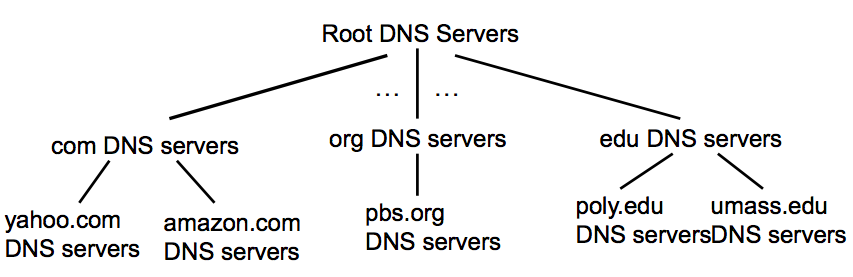 Root DNS Servers
… …
com DNS servers
org DNS servers
edu DNS servers
yahoo.com
DNS servers
amazon.com
DNS servers
pbs.org
DNS servers
poly.edu
DNS servers
umass.edu
DNS servers